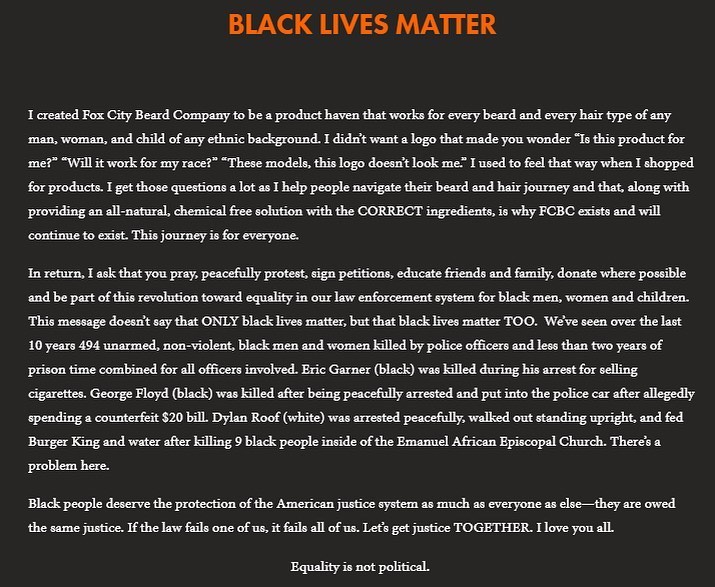 BLACK LIVES MATTER
I created Fox City Beard Company to be a product haven that works for every beard and every hair type of any
man, woman, and child of any ethnic background. I didn't want a logo that made you wonder “Is this product for
me?” “Will it work for my race?” “These models, this logo doesn't look me.” I used to feel that way when I shopped
for products. I get those questions a lot as I help people navigate their beard and hair journey and that, along with
providing an all-natural, chemical free solution with the CORRECT ingredients, is why FCBC exists and will
continue to exist. This journey is for everyone.
In return, I ask that you pray, peacefully protest, sign petitions, educate friends and family, donate where possible
and be part of this revolution toward equality in our law enforcement system for black men, women and children.
This message doesn't say that ONLY black lives matter, but that black lives matter TOO. We've seen over the last
10 years 494 unarmed, non-violent, black men and women killed by police officers and less than two years of
prison time combined for all officers involved. Eric Garner (black) was killed during his arrest for selling
cigarettes. George Floyd (black) was killed after being peacefully arrested and put into the police car after allegedly
spending a counterfeit $20 bill. Dylan Roof (white) was arrested peacefully, walked out standing upright, and fed
Burger King and water after killing 9 black people inside of the Emanuel African Episcopal Church. There's a
problem here.
Black people deserve the protection of the American justice system as much as everyone as else—they are owed
the same justice. If the law fails one of us, it fails all of us. Let's get justice TOGETHER. I love you all.
Equality is not political.